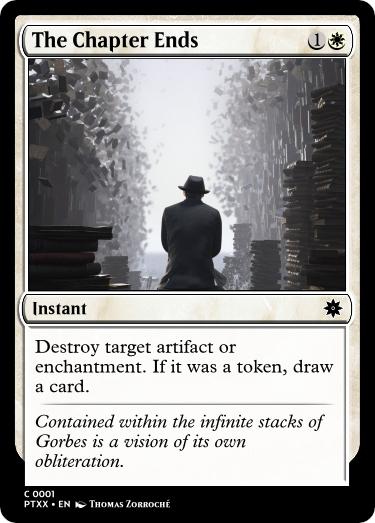 The Chapter Ends 1
Instant
Destroy target artifact or
enchantment. If it was a token, draw
a card.
Contained within the infinite stacks of
Gorbes is a vision of its own
obliteration.
C 0001
PTXX • EN Thomas Zorroché